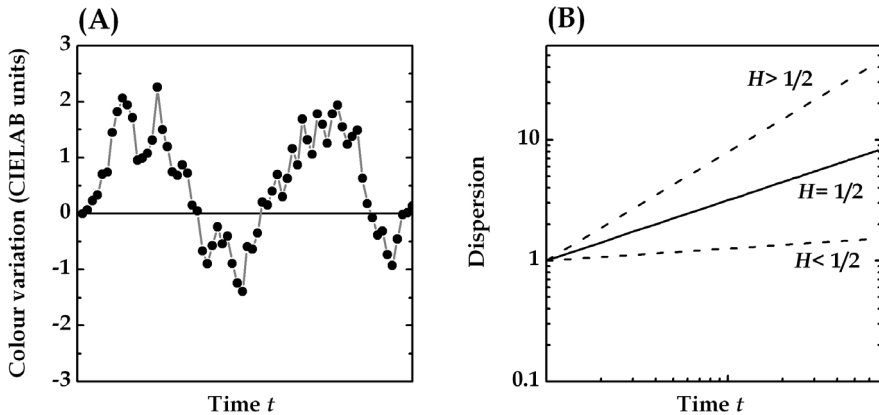 (A)
Colour variation (CIELAB units)
3
2
1
0
-1
-2
-3
Time t
(B)
Dispersion
10
1
0.1
H> 1/2
H= 1/2
H< 1/2
Time t